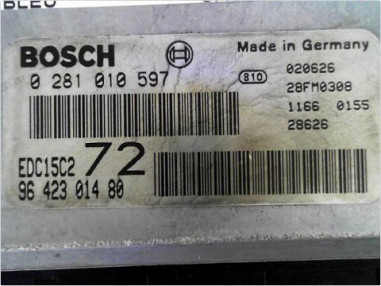 BLEU
BOSCH
Made in Germany
0 281 010 597
810
020626
28FM0308
1166 0155
28626
EDC15C2 72
96 423 014 80